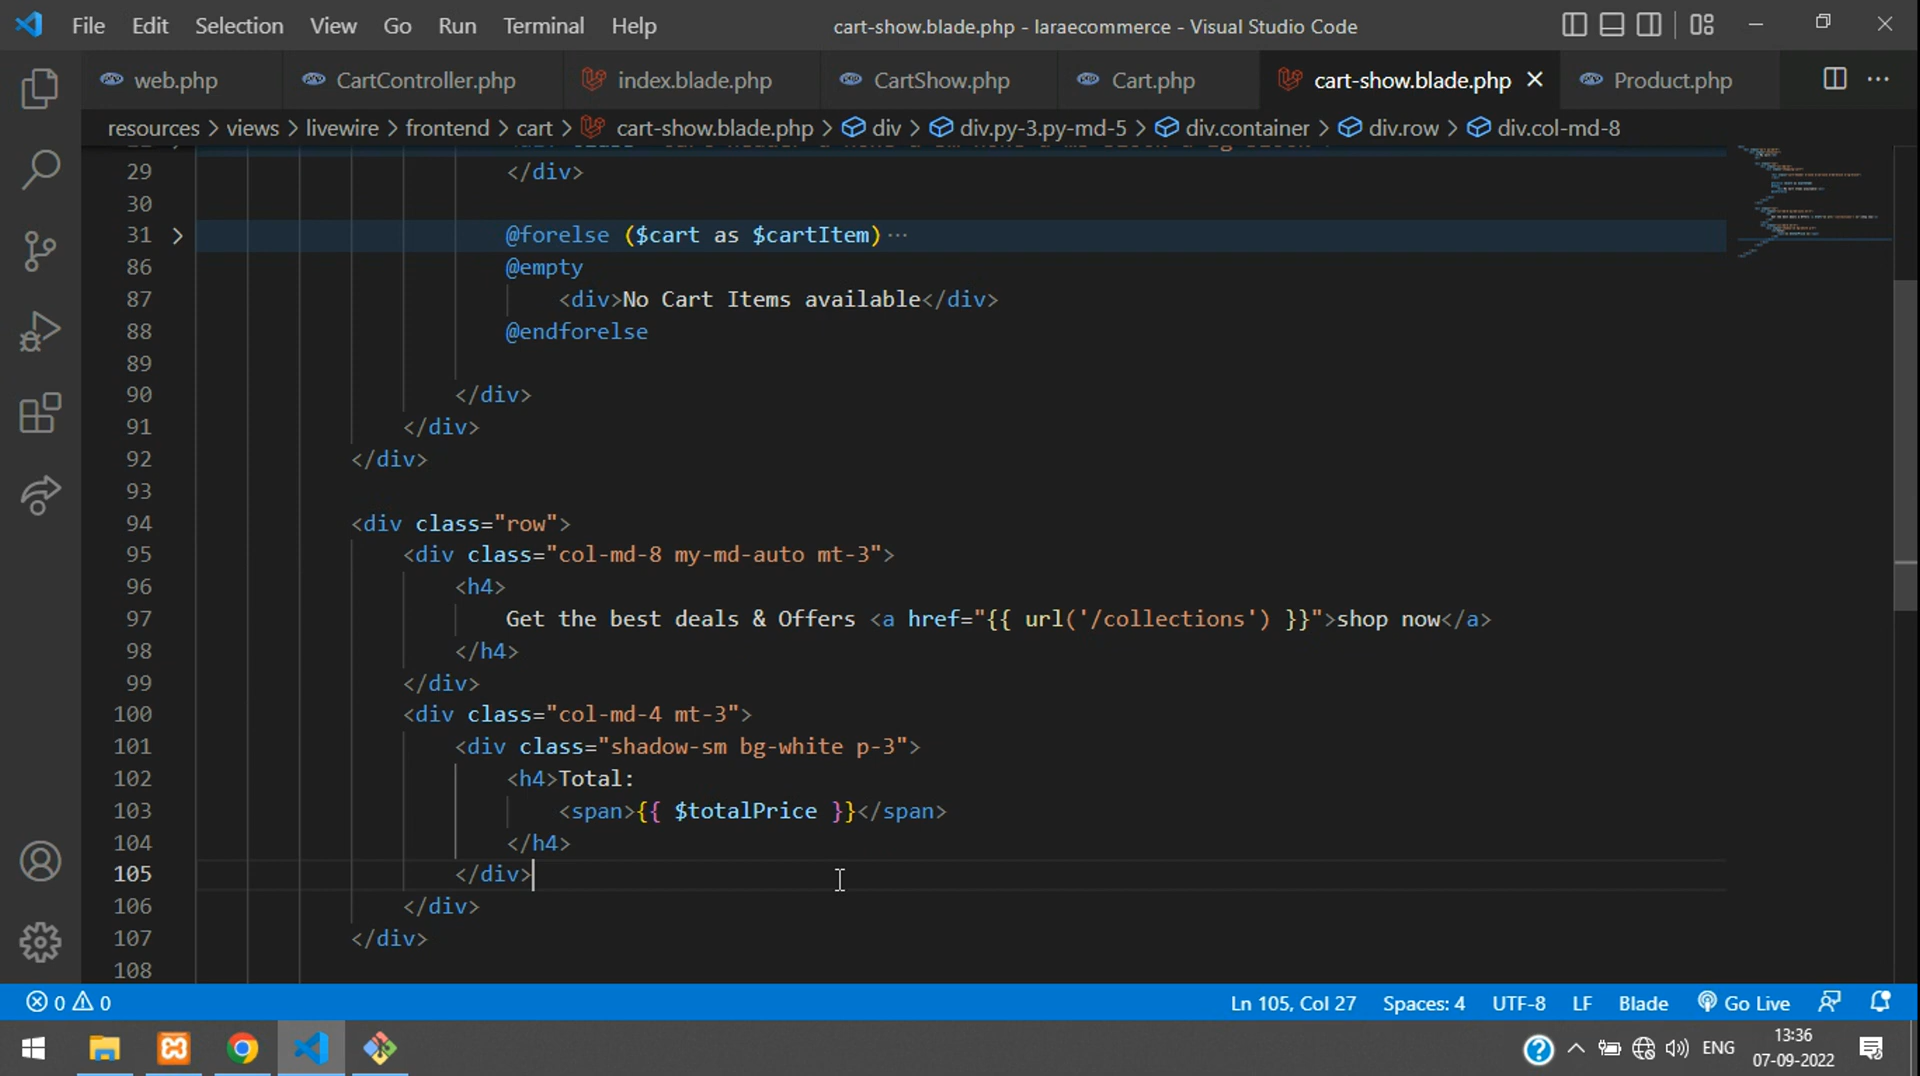 File Edit Selection View Go Run Terminal Help cart-show.blade.php - laraecommerce - Visual Studio Code
web.php CartController.php index.blade.php CartShow.php Cart.php cart-show.blade.php Product.php
resources > views > livewire > frontend > cart > cart-show.blade.php > div > div.py-3.py-md-5 > div.container > div.row > div.col-md-8
29 </div>
30
31 @forelse ($cart as $cartItem)···
86 @empty
87 <div>No Cart Items available</div>
88 @endforelse
89
90 </div>
91 </div>
92 </div>
93
94 <div class="row">
95 <div class="col-md-8 my-md-auto mt-3">
96 <h4>
97 Get the best deals & Offers <a href="{{ url('/collections') }}">shop now</a>
98 </h4>
99 </div>
100 <div class="col-md-4 mt-3">
101 <div class="shadow-sm bg-white p-3">
102 <h4>Total:
103 <span>{{ $totalPrice }}</span>
104 </h4>
105 </div>
106 </div>
107 </div>
108
0 0 Ln 105, Col 27 Spaces: 4 UTF-8 LF Blade Go Live
ENG 13:36
07-09-2022